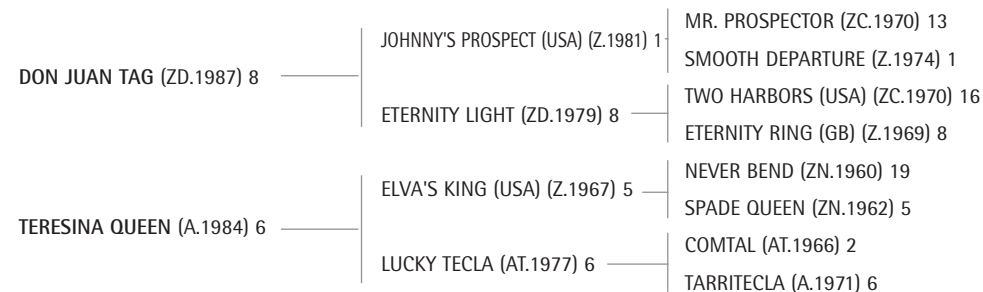 MR. PROSPECTOR (ZC.1970) 13
JOHNNY'S PROSPECT (USA) (Z.1981) 1
SMOOTH DEPARTURE (Z.1974) 1
DON JUAN TAG (ZD.1987) 8
TWO HARBORS (USA) (ZC.1970) 16
ETERNITY LIGHT (ZD.1979) 8
ETERNITY RING (GB) (Z.1969) 8
NEVER BEND (ZN.1960) 19
ELVA'S KING (USA) (Z.1967) 5
SPADE QUEEN (ZN.1962) 5
TERESINA QUEEN (A.1984) 6
COMTAL (AT.1966) 2
LUCKY TECLA (AT.1977) 6
TARRITECLA (A.1971) 6